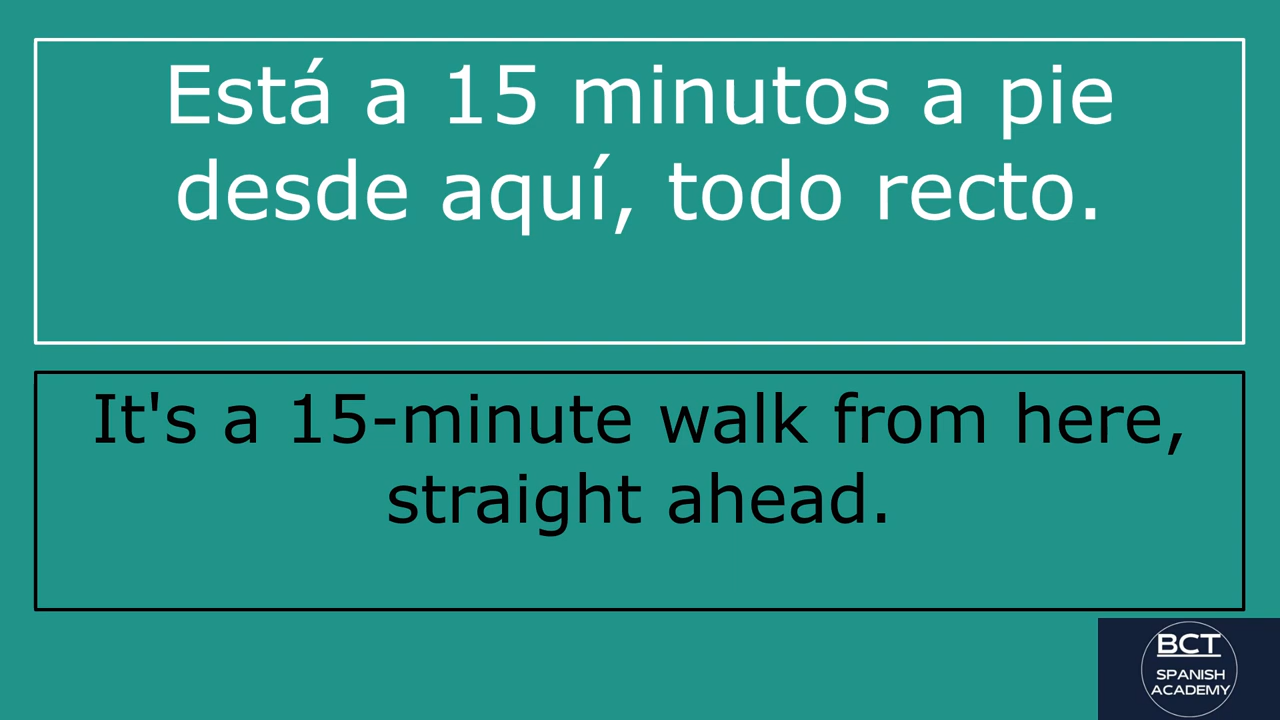 Está a 15 minutos a pie
desde aquí, todo recto.
It's a 15-minute walk from here,
straight ahead.
BCT
SPANISH
ACADEMY